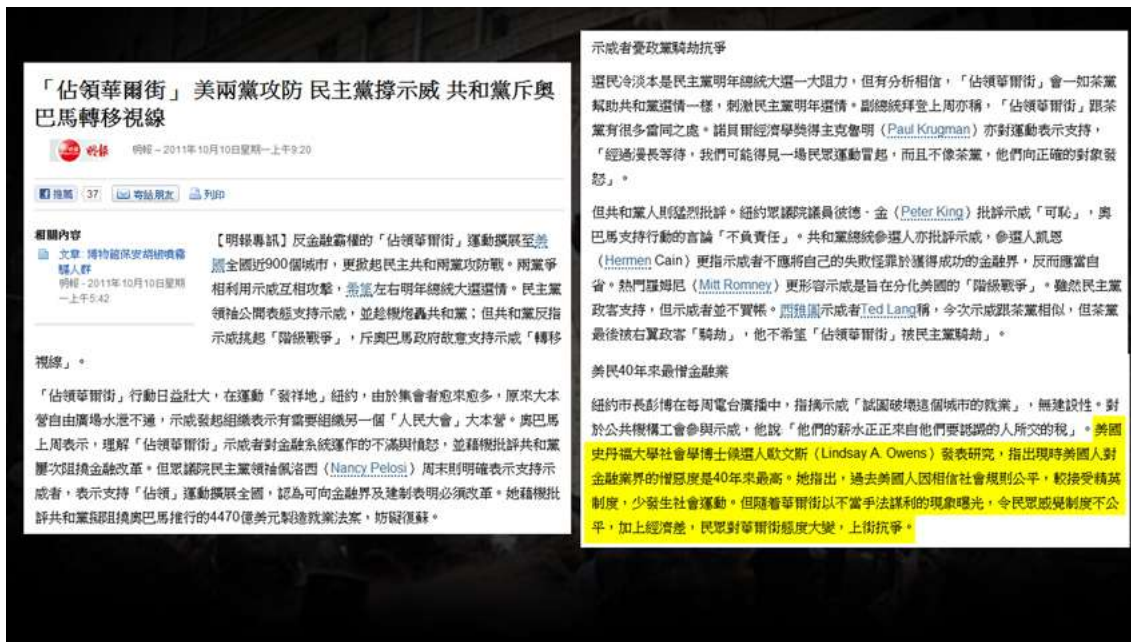 「佔領華爾街」 美兩黨攻防 民主黨撐示威 共和黨斥奧
巴馬轉移視線
明報 明報 – 2011年10月10日星期一上午9:20
推薦 37 寄給朋友 列印
相關內容
文章: 博物館保安胡椒噴霧
驅人群
明報 - 2011年10月10日星期
一上午5:42
【明報專訊】反金融霸權的「佔領華爾街」運動擴展至美
國全國近900個城市，更掀起民主共和兩黨攻防戰。兩黨爭
相利用示威互相攻擊，希望左右明年總統大選選情。民主黨
領袖公開表態支持示威，並趁機炮轟共和黨；但共和黨反指
示威挑起「階級戰爭」，斥奧巴馬政府故意支持示威「轉移
視線」。
「佔領華爾街」行動日益壯大，在運動「發祥地」紐約，由於集會者愈來愈多，原來大本
營自由廣場水泄不通，示威發起組織表示有需要組織另一個「人民大會」大本營。奧巴馬
上周表示，理解「佔領華爾街」示威者對金融系統運作的不滿與憤怒，並藉機批評共和黨
屢次阻撓金融改革。但眾議院民主黨領袖佩洛西（Nancy Pelosi）周末則明確表示支持示
威者，表示支持「佔領」運動擴展全國，認為可向金融界及建制表明必須改革。她藉機批
評共和黨擬阻撓奧巴馬推行的4470億美元製造就業法案，妨礙復蘇。
示威者憂政黨騎劫抗爭
選民冷淡本是民主黨明年總統大選一大阻力，但有分析相信，「佔領華爾街」會一如茶黨
幫助共和黨選情一樣，刺激民主黨明年選情。副總統拜登上周亦稱，「佔領華爾街」跟茶
黨有很多雷同之處。諾貝爾經濟學獎得主克魯明（Paul Krugman）亦對運動表示支持，
「經過漫長等待，我們可能得見一場民眾運動冒起，而且不像茶黨，他們向正確的對象發
怒」。
但共和黨人則猛烈批評。紐約眾議院議員彼德．金（Peter King）批評示威「可恥」，奧
巴馬支持行動的言論「不負責任」。共和黨總統參選人亦批評示威，參選人凱恩
（Hermen Cain）更指示威者不應將自己的失敗怪罪於獲得成功的金融界，反而應當自
省。熱門羅姆尼（Mitt Romney）更形容示威是旨在分化美國的「階級戰爭」。雖然民主黨
政客支持，但示威者並不賣帳。西雅圖示威者Ted Lang稱，今次示威跟茶黨相似，但茶黨
最後被右翼政客「騎劫」，他不希望「佔領華爾街」被民主黨騎劫」。
美民40年來最憎金融業
紐約市長彭博在每周電台廣播中，指摘示威「試圖破壞這個城市的就業」，無建設性。對
於公共機構工會參與示威，他說「他們的薪水正正來自他們要詆譭的人所交的稅」。美國
史丹福大學社會學博士候選人歐文斯（Lindsay A. Owens）發表研究，指出現時美國人對
金融業界的憎惡度是40年來最高。她指出，過去美國人因相信社會規則公平，較接受精英
制度，少發生社會運動。但隨着華爾街以不當手法謀利的現象曝光，令民眾感覺制度不公
平，加上經濟差，民眾對華爾街態度大變，上街抗爭。